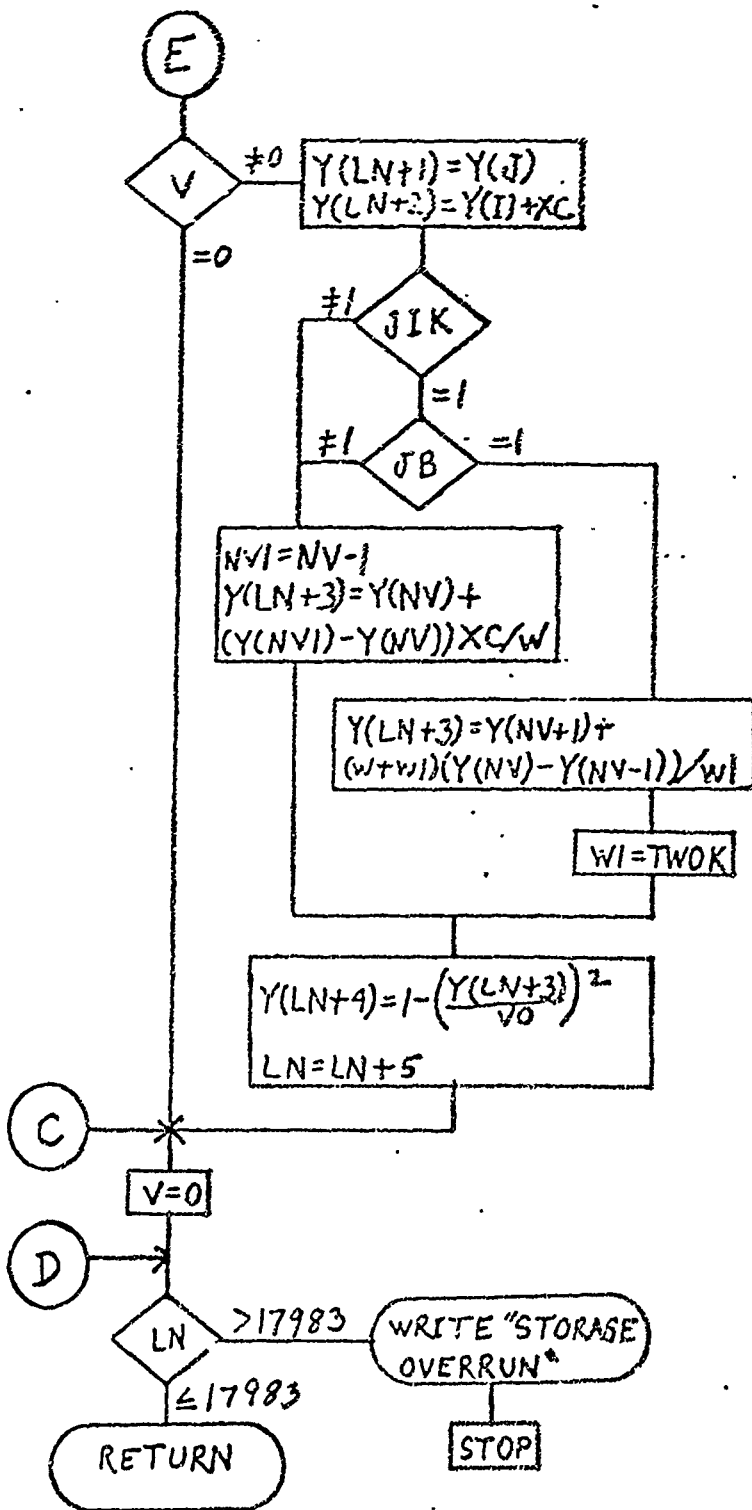 E
V
≠0
=0
Y(LN+1)=Y(J)
Y(LN+2)=Y(I)+XC
JIK
≠1
=1
JB
≠1
=1
NV1=NV-1
Y(LN+3)=Y(NV)+
(Y(NV1)-Y(NV))XC/W
Y(LN+3)=Y(NV+1)+
(W+W1)(Y(NV)-Y(NV-1))/W1
W1=TWOK
Y(LN+4)=1-(Y(LN+3)/V0)²
LN=LN+5
C
V=0
D
LN
>17983
≤17983
WRITE "STORAGE
OVERRUN"
RETURN
STOP